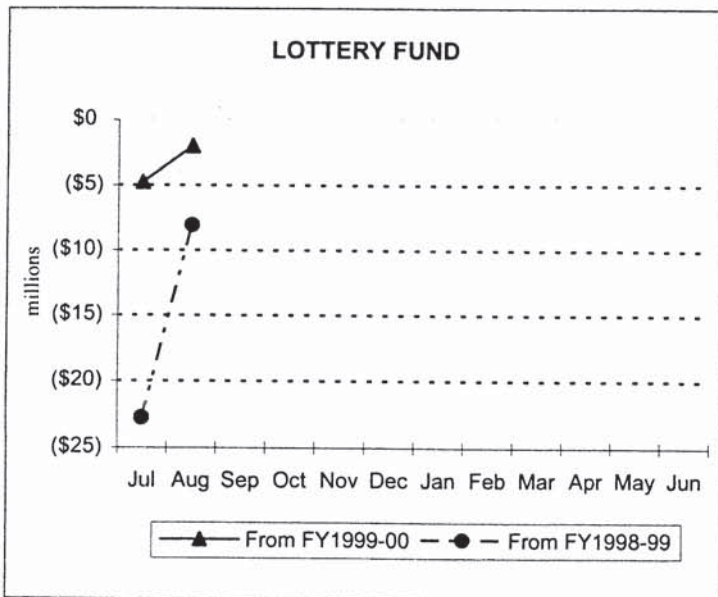 LOTTERY FUND
$0
($5)
($10)
($15)
($20)
($25)
millions
Jul Aug Sep Oct Nov Dec Jan Feb Mar Apr May Jun
From FY1999-00 From FY1998-99